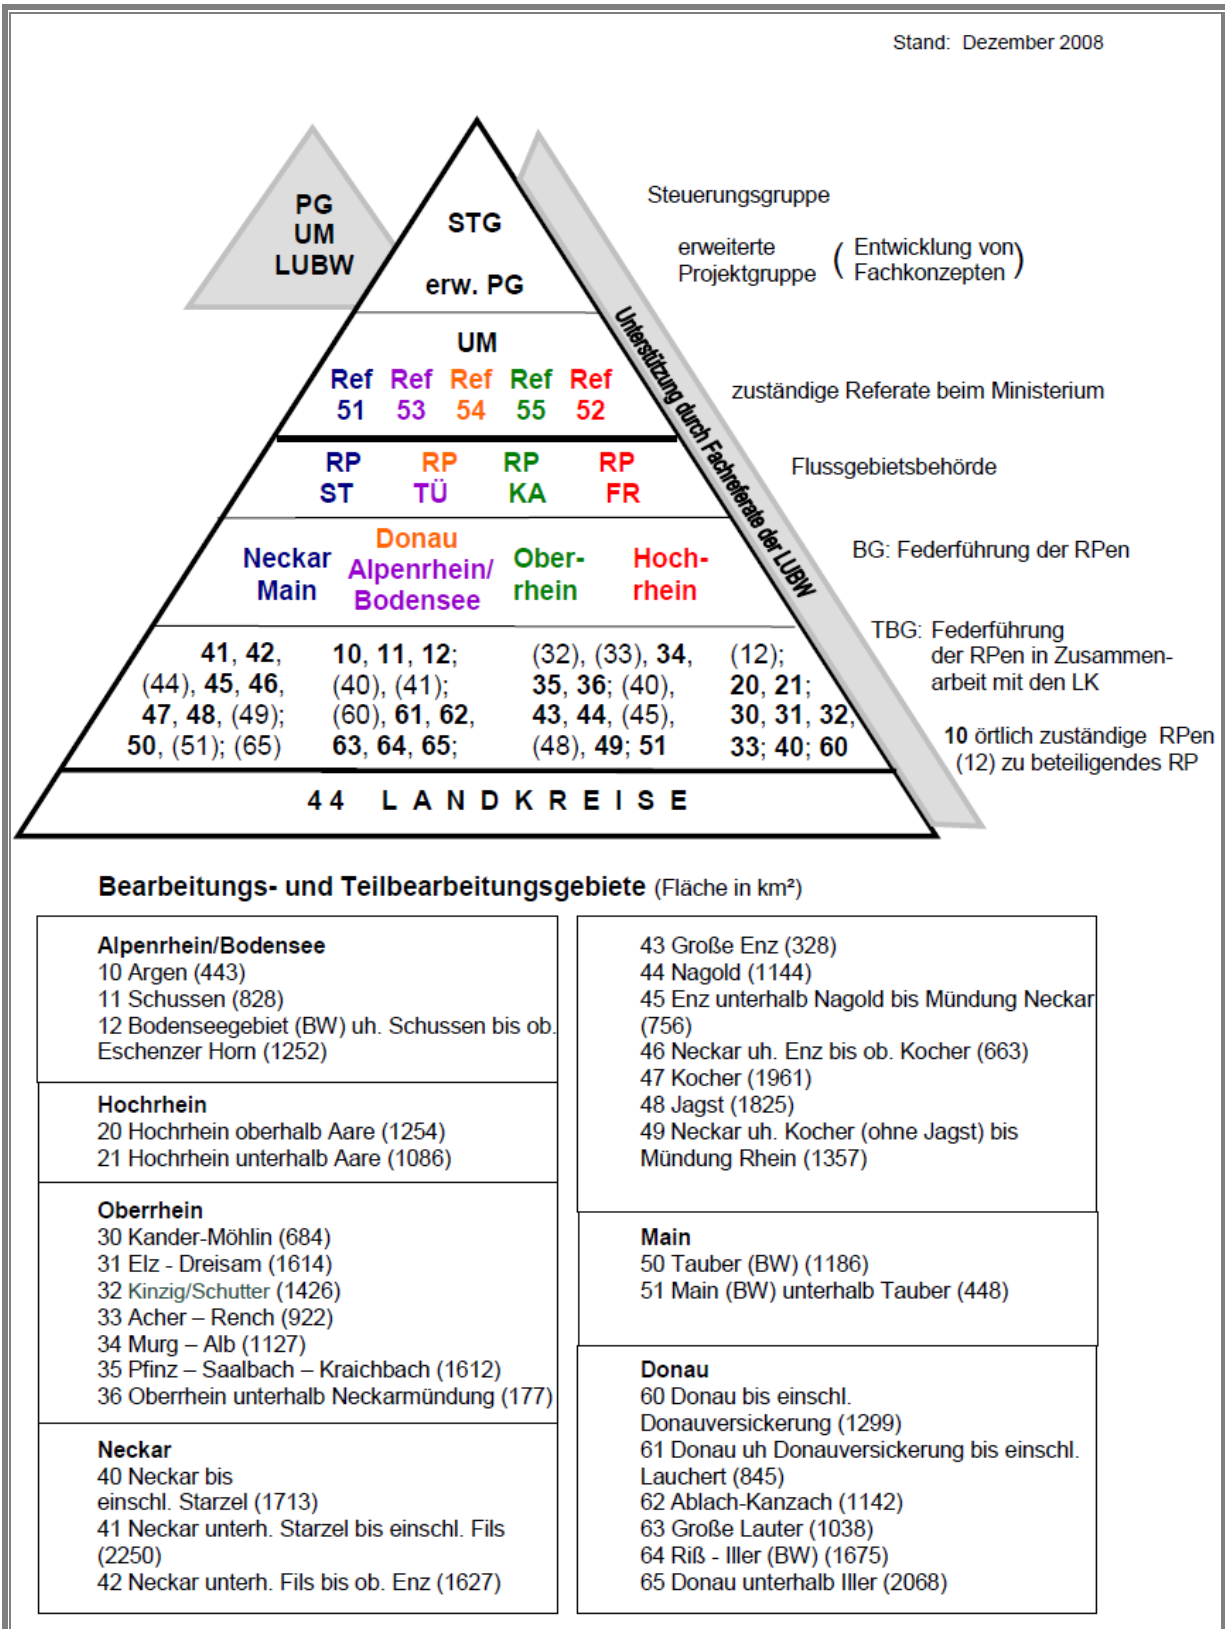 Stand: Dezember 2008
PG
UM
LUBW
STG
erw. PG
Steuerungsgruppe
erweiterte
Projektgruppe
( Entwicklung von
Fachkonzepten )
UM
Ref Ref Ref Ref Ref
51 53 54 55 52
zuständige Referate beim Ministerium
Unterstützung durch Fachreferate der LUBW
RP RP RP RP
ST TÜ KA FR
Flussgebietsbehörde
Neckar
Main
Donau
Alpenrhein/
Bodensee
Ober-
rhein
Hoch-
rhein
BG: Federführung der RPen
41, 42,
(44), 45, 46,
47, 48, (49);
50, (51); (65)
10, 11, 12;
(40), (41);
(60), 61, 62,
63, 64, 65;
(32), (33), 34,
35, 36; (40),
43, 44, (45),
(48), 49; 51
(12);
20, 21;
30, 31, 32,
33; 40; 60
TBG: Federführung
der RPen in Zusammen-
arbeit mit den LK
10 örtlich zuständige RPen
(12) zu beteiligendes RP
44 LANDKREISE
Bearbeitungs- und Teilbearbeitungsgebiete (Fläche in km²)
Alpenrhein/Bodensee
10 Argen (443)
11 Schussen (828)
12 Bodenseegebiet (BW) uh. Schussen bis ob.
Eschenzer Horn (1252)
Hochrhein
20 Hochrhein oberhalb Aare (1254)
21 Hochrhein unterhalb Aare (1086)
Oberrhein
30 Kander-Möhlin (684)
31 Elz - Dreisam (1614)
32 Kinzig/Schutter (1426)
33 Acher – Rench (922)
34 Murg – Alb (1127)
35 Pfinz – Saalbach – Kraichbach (1612)
36 Oberrhein unterhalb Neckarmündung (177)
Neckar
40 Neckar bis
einschl. Starzel (1713)
41 Neckar unterh. Starzel bis einschl. Fils
(2250)
42 Neckar unterh. Fils bis ob. Enz (1627)
43 Große Enz (328)
44 Nagold (1144)
45 Enz unterhalb Nagold bis Mündung Neckar
(756)
46 Neckar uh. Enz bis ob. Kocher (663)
47 Kocher (1961)
48 Jagst (1825)
49 Neckar uh. Kocher (ohne Jagst) bis
Mündung Rhein (1357)
Main
50 Tauber (BW) (1186)
51 Main (BW) unterhalb Tauber (448)
Donau
60 Donau bis einschl.
Donauversickerung (1299)
61 Donau uh Donauversickerung bis einschl.
Lauchert (845)
62 Ablach-Kanzach (1142)
63 Große Lauter (1038)
64 Riß - Iller (BW) (1675)
65 Donau unterhalb Iller (2068)